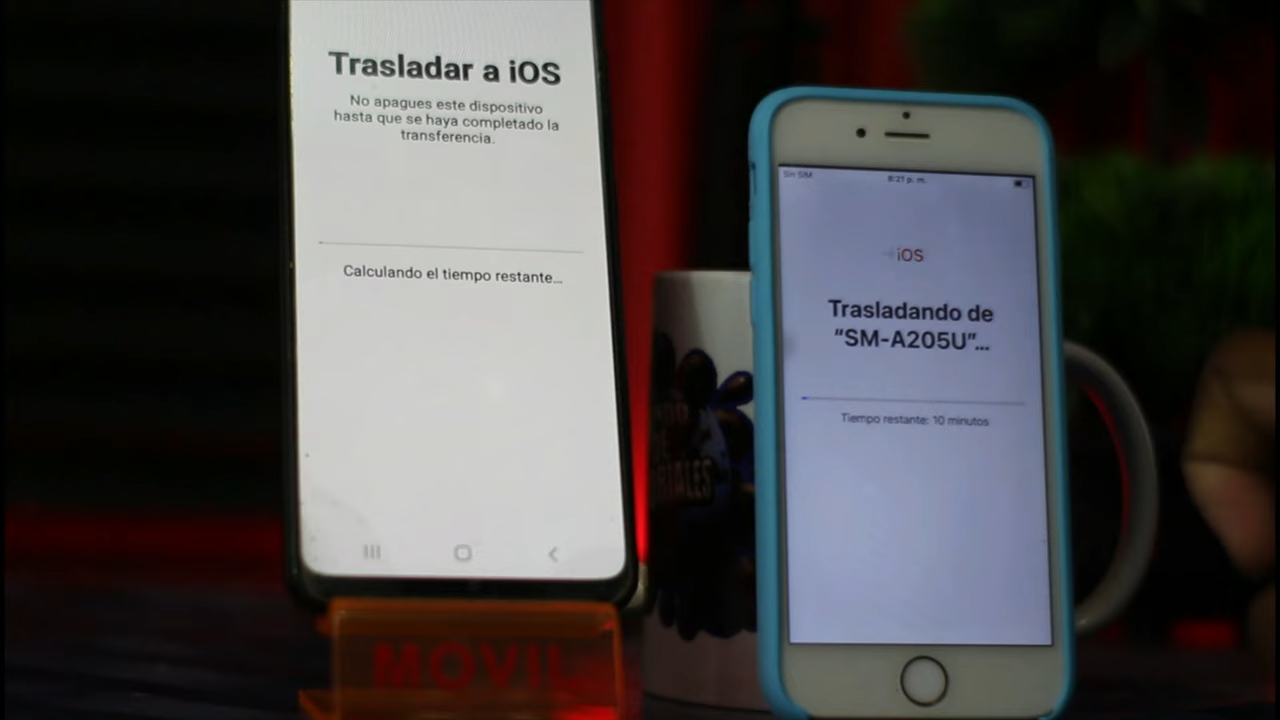 Trasladar a iOS
No apagues este dispositivo
hasta que se haya completado la
transferencia.
Calculando el tiempo restante...
MOVIL
Sin SIM
8:21 p. m.
iOS
Trasladando de
"SM-A205U"...
Tiempo restante: 10 minutos